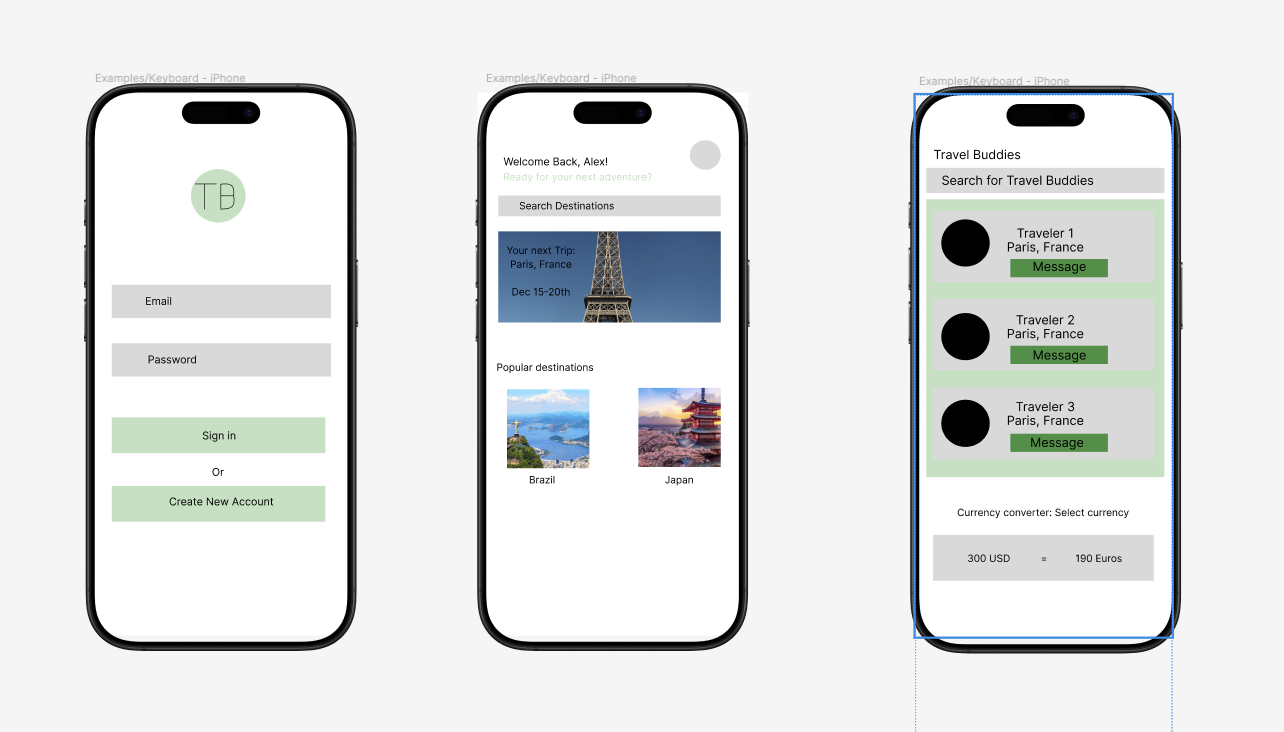 Examples/Keyboard - iPhone
TB
Email
Password
Sign in
Or
Create New Account
Examples/Keyboard - iPhone
Welcome Back, Alex!
Ready for your next adventure?
Search Destinations
Your next Trip:
Paris, France
Dec 15-20th
Popular destinations
Brazil
Japan
Examples/Keyboard - iPhone
Travel Buddies
Search for Travel Buddies
Traveler 1
Paris, France
Message
Traveler 2
Paris, France
Message
Traveler 3
Paris, France
Message
Currency converter: Select currency
300 USD = 190 Euros